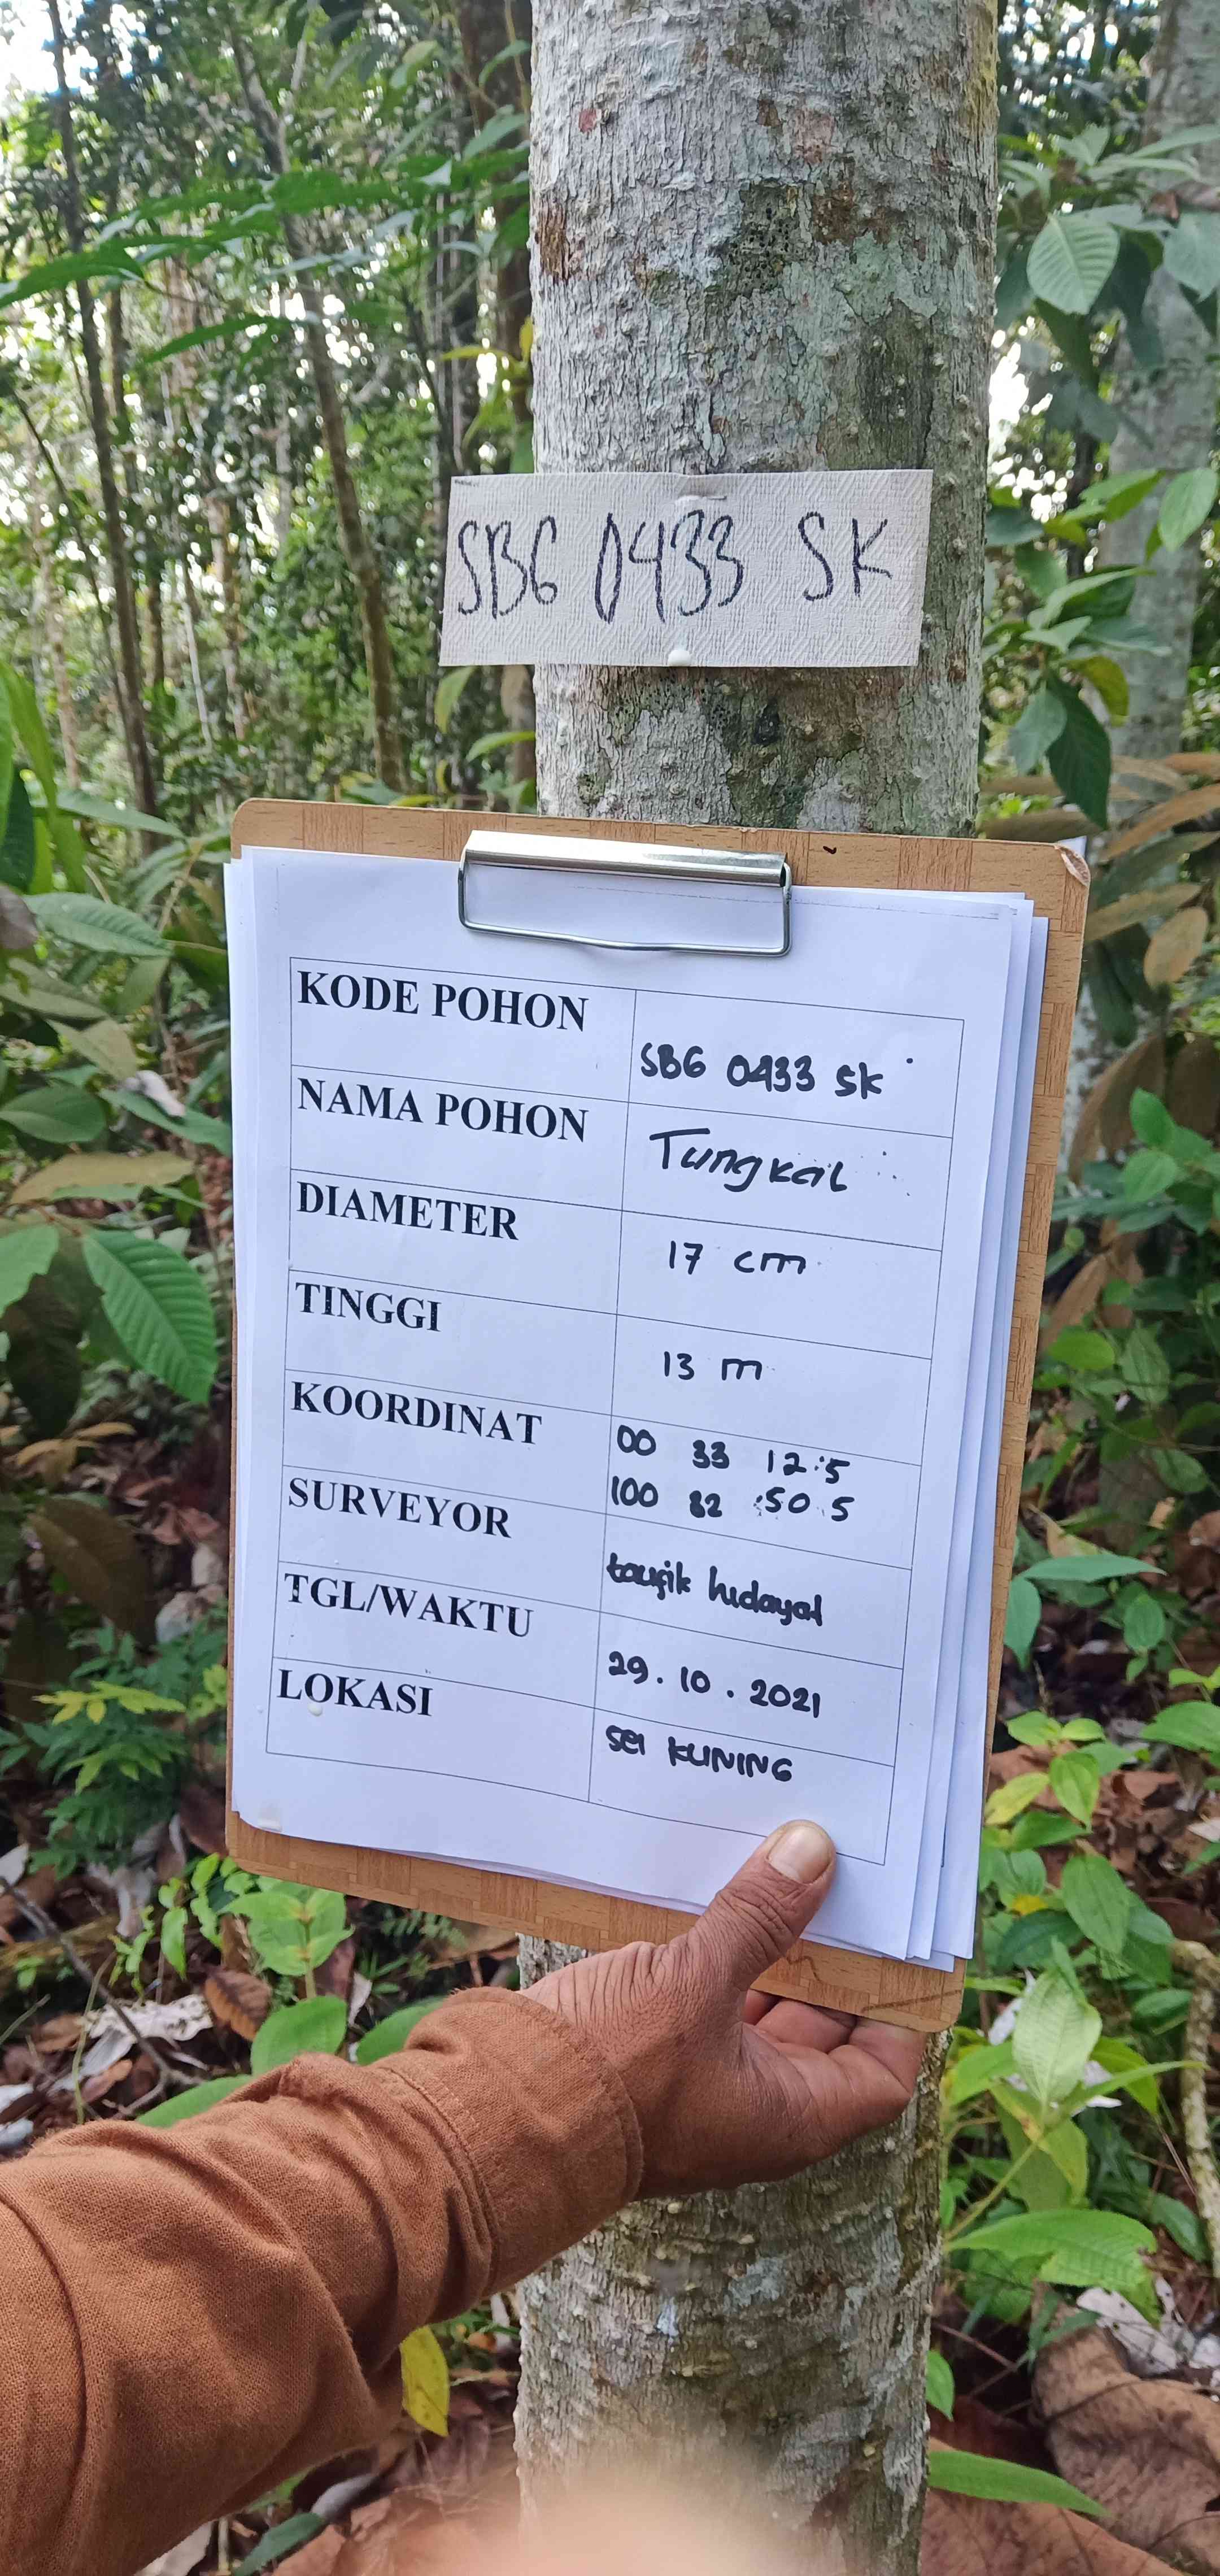 SBG 0433 SK
KODE POHON
SBG 0433 SK
NAMA POHON
Tungkal
DIAMETER
17 cm
TINGGI
13 m
KOORDINAT
00 33 12.5
100 82 50.5
SURVEYOR
taufik hidayat
TGL/WAKTU
29.10.2021
LOKASI
sei KUNING